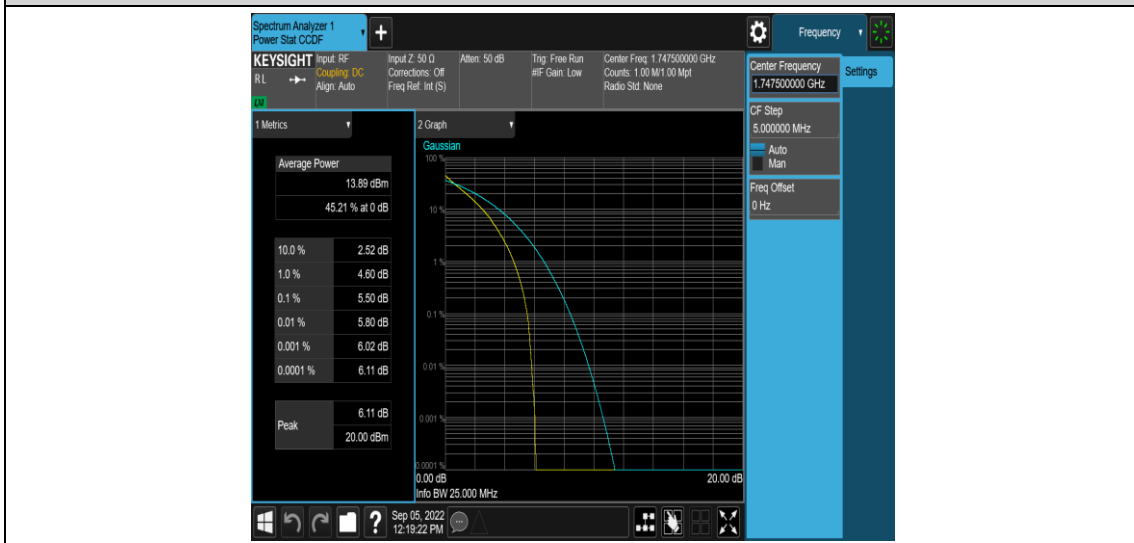 Spectrum Analyzer 1
Power Stat CCDF
+
Frequency
KEYSIGHT
RL
LM
Input: RF
Coupling: DC
Align: Auto
Input Z: 50 Ω
Corrections: Off
Freq Ref: Int (S)
Atten: 50 dB
Trig: Free Run
#IF Gain: Low
Center Freq: 1.747500000 GHz
Counts: 1.00 M/1.00 Mpt
Radio Std: None
Center Frequency
1.747500000 GHz
Settings
CF Step
5.000000 MHz
Auto
Man
Freq Offset
0 Hz
1 Metrics
Average Power
13.89 dBm
45.21 % at 0 dB
10.0 % 2.52 dB
1.0 % 4.60 dB
0.1 % 5.50 dB
0.01 % 5.80 dB
0.001 % 6.02 dB
0.0001 % 6.11 dB
Peak
6.11 dB
20.00 dBm
2 Graph
Gaussian
100 %
10 %
1 %
0.1 %
0.01 %
0.001 %
0.0001 %
0.00 dB 20.00 dB
Info BW 25.000 MHz
?
Sep 05, 2022
12:19:22 PM